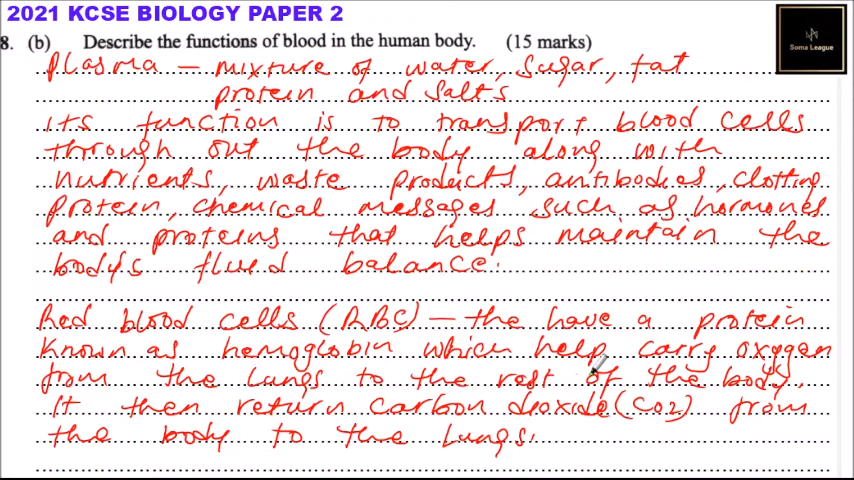 2021 KCSE BIOLOGY PAPER 2
8. (b) Describe the functions of blood in the human body. (15 marks)
Soma League
Plasma – mixture of water, sugar, fat
protein and salts
Its function is to transport blood cells
through out the body along with
nutrients, waste products, antibodies, clotting
protein, chemical messages such as hormones
and proteins that helps maintain the
body's fluid balance.
Red blood cells (RBC) – the have a protein
known as hemoglobin which help carry oxygen
from the lungs to the rest of the body.
It then return carbon dioxide (CO2) from
the body to the lungs.